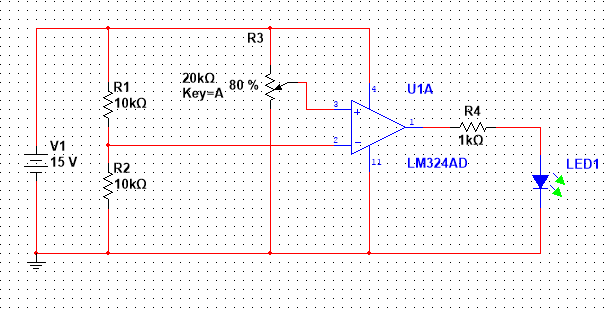 R3
R1
10kΩ
20kΩ
Key=A
80 %
4
U1A
3
+
1
2
−
11
LM324AD
R4
1kΩ
V1
15 V
R2
10kΩ
LED1